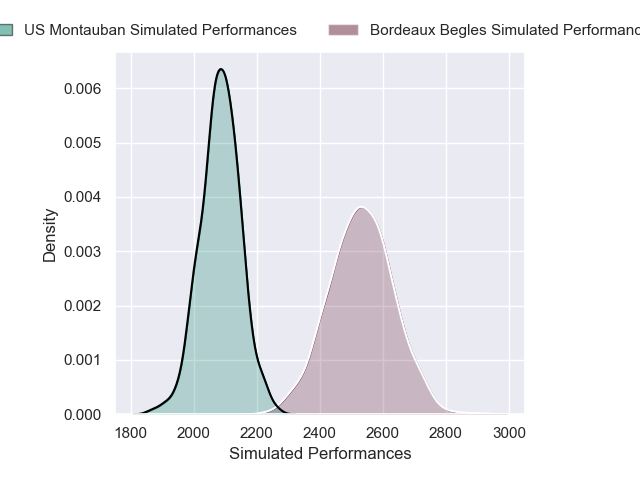 US Montauban Simulated Performances Bordeaux Begles Simulated Performanc
0.006
0.005
0.004
0.003
0.002
0.001
0.000
Density
1800 2000 2200 2400 2600 2800 3000
Simulated Performances